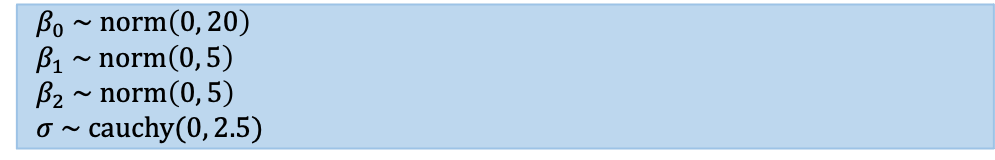 β₀ ~ norm(0, 20)
β₁ ~ norm(0, 5)
β₂ ~ norm(0, 5)
σ ~ cauchy(0, 2.5)